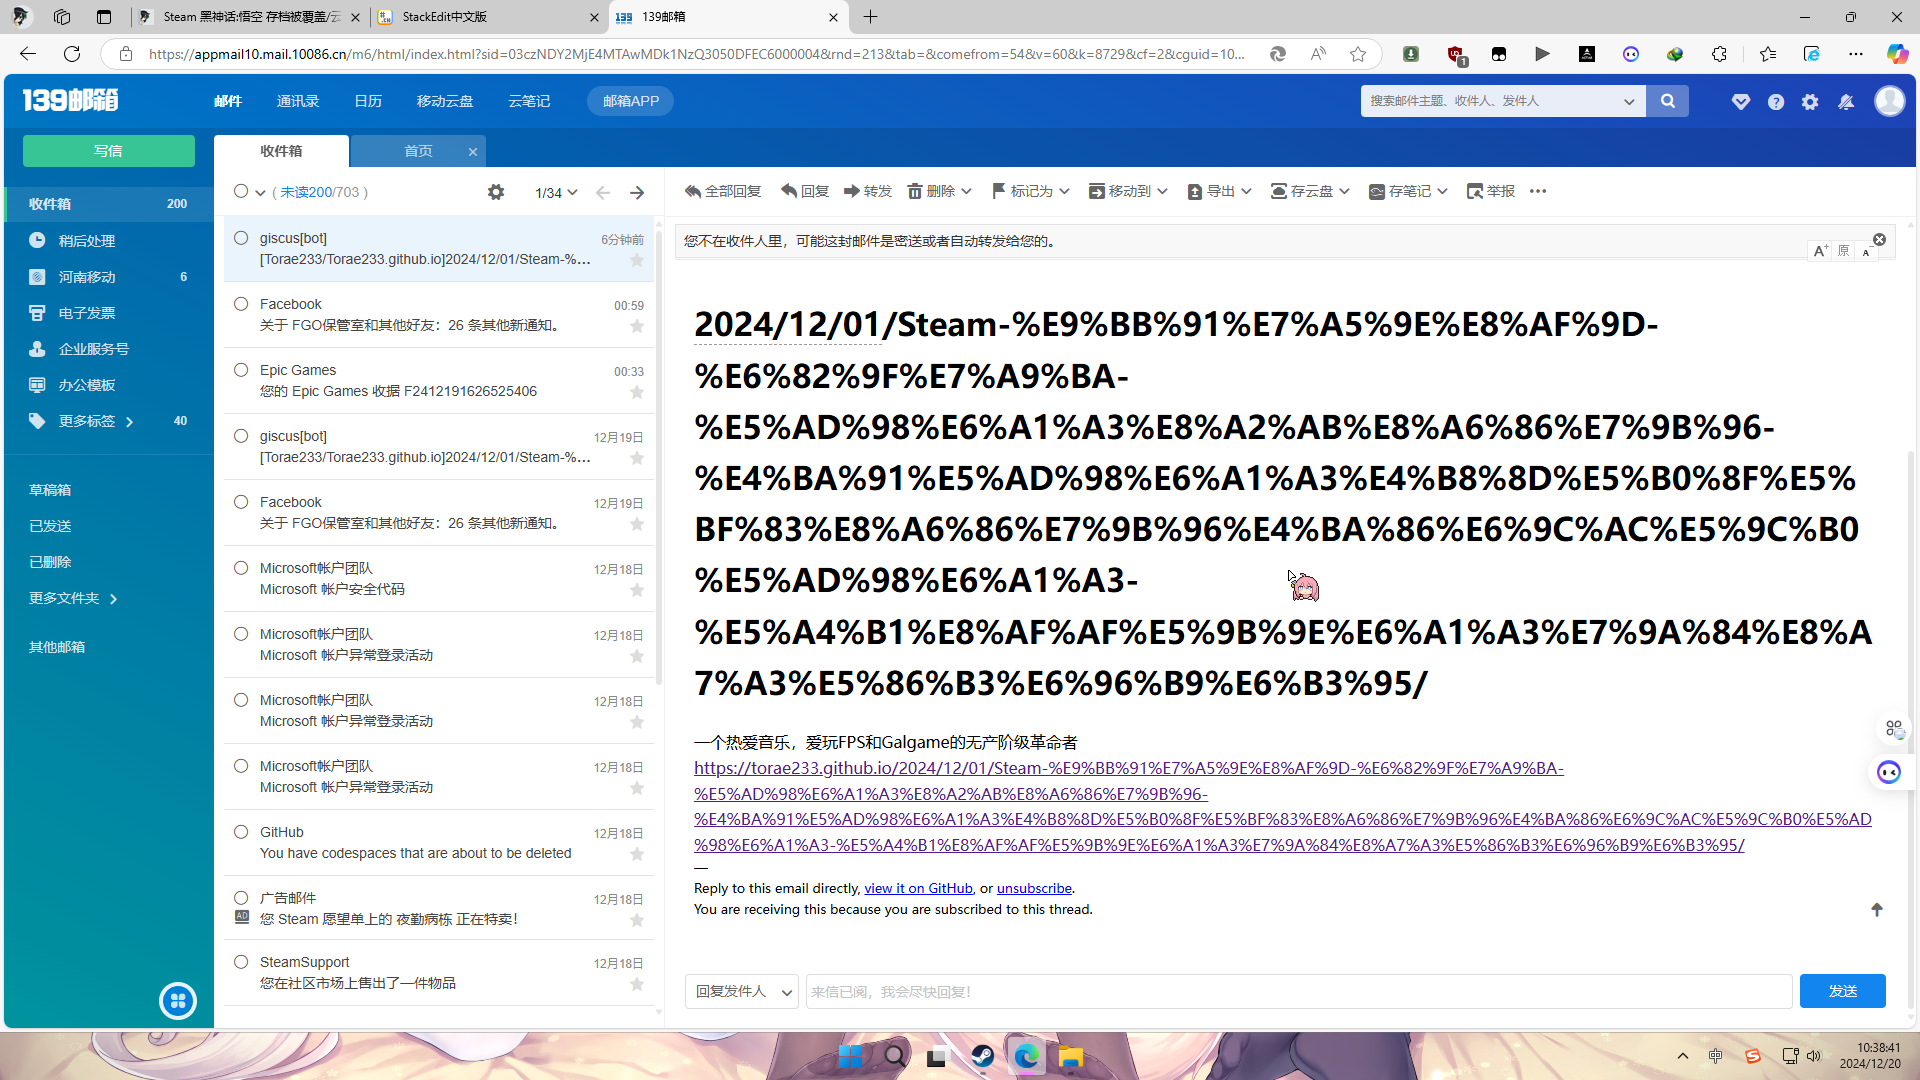 Steam 黑神话:悟空 存档被覆盖/云
StackEdit中文版
139邮箱
https://appmail10.mail.10086.cn/m6/html/index.html?sid=03czNDY2MjE4MTAwMDk1NzQ3050DFEC6000004&rnd=213&tab=&comefrom=54&v=60&k=8729&cf=2&cguid=10...
139邮箱
邮件 通讯录 日历 移动云盘 云笔记 邮箱APP
搜索邮件主题、收件人、发件人
写信
收件箱 首页
收件箱 200
稍后处理
河南移动 6
电子发票
企业服务号
办公模板
更多标签 40
草稿箱
已发送
已删除
更多文件夹
其他邮箱
( 未读200/703 ) 1/34
giscus[bot] 6分钟前
[Torae233/Torae233.github.io]2024/12/01/Steam-%...
Facebook 00:59
关于 FGO保管室和其他好友：26 条其他新通知。
Epic Games 00:33
您的 Epic Games 收据 F2412191626525406
giscus[bot] 12月19日
[Torae233/Torae233.github.io]2024/12/01/Steam-%...
Facebook 12月19日
关于 FGO保管室和其他好友：26 条其他新通知。
Microsoft帐户团队 12月18日
Microsoft 帐户安全代码
Microsoft帐户团队 12月18日
Microsoft 帐户异常登录活动
Microsoft帐户团队 12月18日
Microsoft 帐户异常登录活动
Microsoft帐户团队 12月18日
Microsoft 帐户异常登录活动
GitHub 12月18日
You have codespaces that are about to be deleted
广告邮件 12月18日
AD 您 Steam 愿望单上的 夜勤病栋 正在特卖！
SteamSupport 12月18日
您在社区市场上售出了一件物品
全部回复 回复 转发 删除 标记为 移动到 导出 存云盘 存笔记 举报
您不在收件人里，可能这封邮件是密送或者自动转发给您的。
A+ 原 A-
2024/12/01/Steam-%E9%BB%91%E7%A5%9E%E8%AF%9D-
%E6%82%9F%E7%A9%BA-
%E5%AD%98%E6%A1%A3%E8%A2%AB%E8%A6%86%E7%9B%96-
%E4%BA%91%E5%AD%98%E6%A1%A3%E4%B8%8D%E5%B0%8F%E5%
BF%83%E8%A6%86%E7%9B%96%E4%BA%86%E6%9C%AC%E5%9C%B0
%E5%AD%98%E6%A1%A3-
%E5%A4%B1%E8%AF%AF%E5%9B%9E%E6%A1%A3%E7%9A%84%E8%A
7%A3%E5%86%B3%E6%96%B9%E6%B3%95/
一个热爱音乐，爱玩FPS和Galgame的无产阶级革命者
https://torae233.github.io/2024/12/01/Steam-%E9%BB%91%E7%A5%9E%E8%AF%9D-%E6%82%9F%E7%A9%BA-
%E5%AD%98%E6%A1%A3%E8%A2%AB%E8%A6%86%E7%9B%96-
%E4%BA%91%E5%AD%98%E6%A1%A3%E4%B8%8D%E5%B0%8F%E5%BF%83%E8%A6%86%E7%9B%96%E4%BA%86%E6%9C%AC%E5%9C%B0%E5%AD
%98%E6%A1%A3-%E5%A4%B1%E8%AF%AF%E5%9B%9E%E6%A1%A3%E7%9A%84%E8%A7%A3%E5%86%B3%E6%96%B9%E6%B3%95/
—
Reply to this email directly, view it on GitHub, or unsubscribe.
You are receiving this because you are subscribed to this thread.
回复发件人 来信已阅，我会尽快回复！ 发送
中
10:38:41
2024/12/20